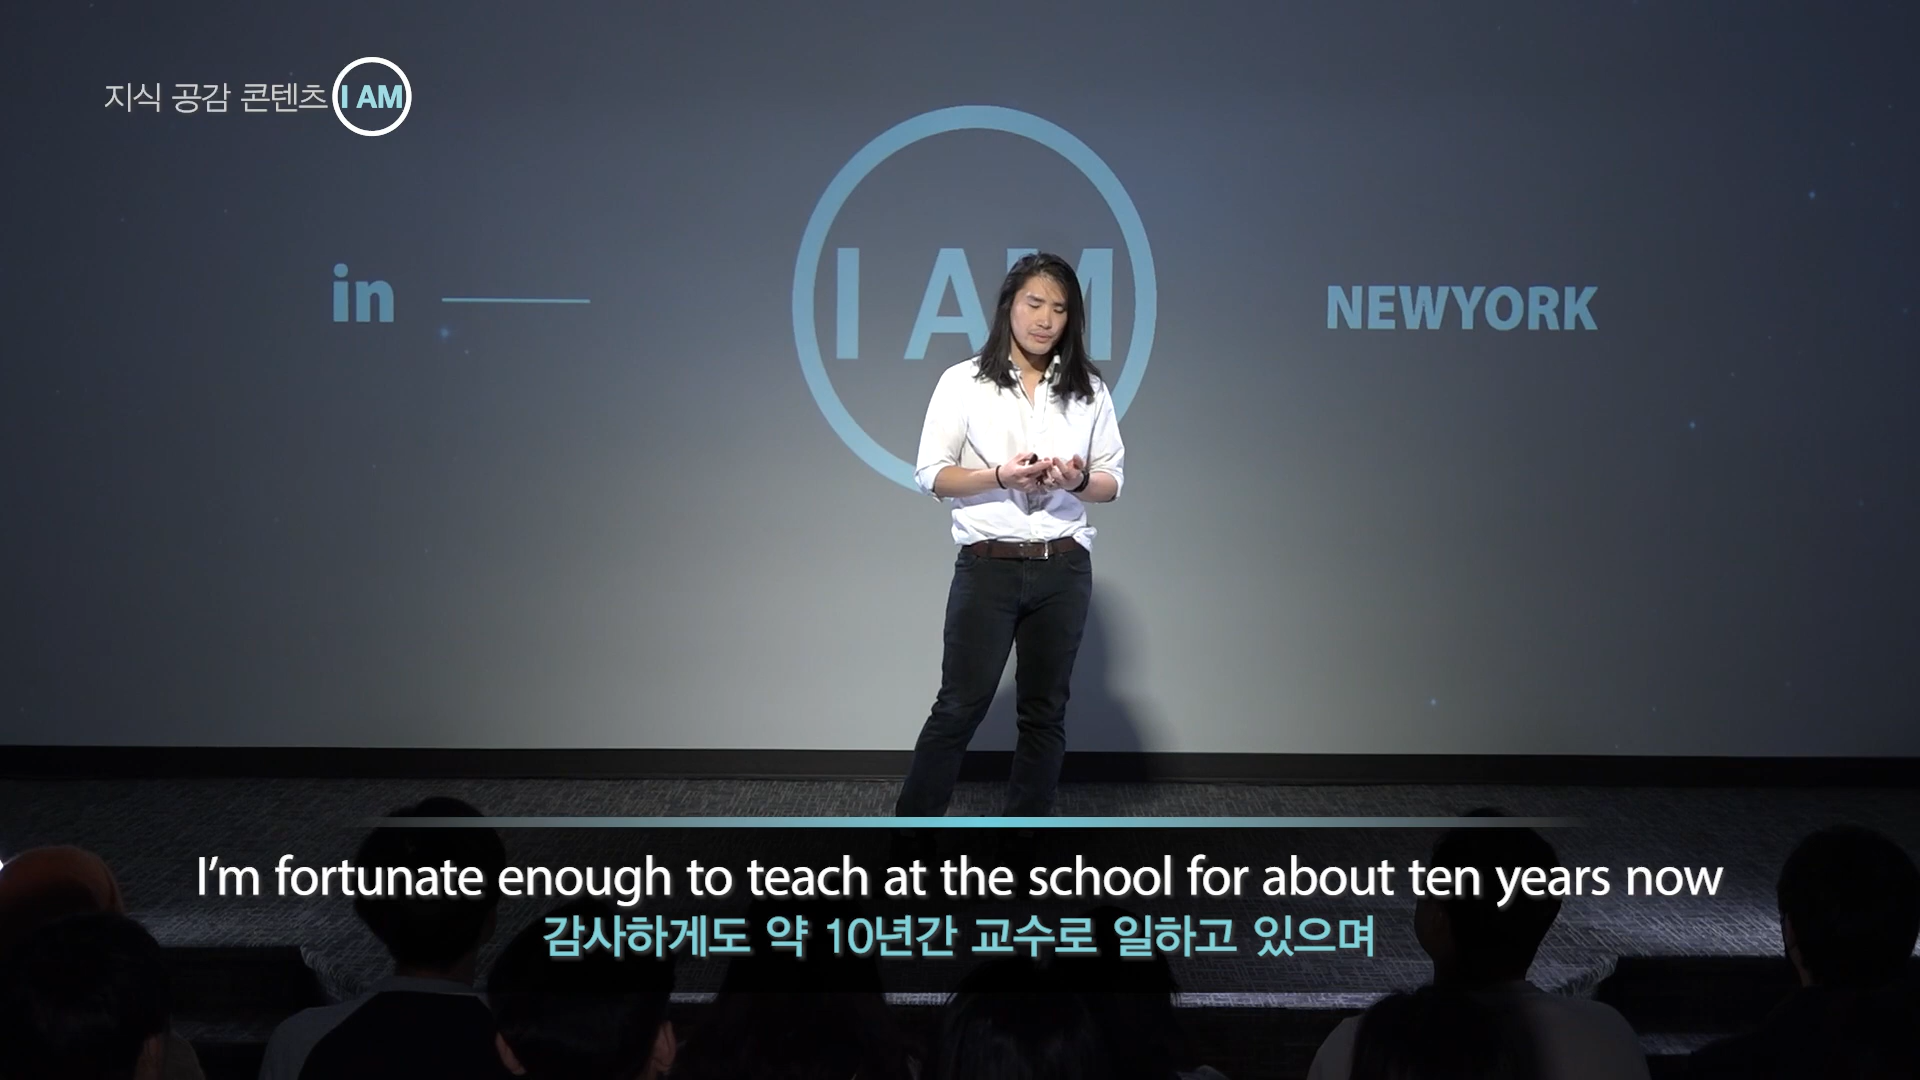 지식 공감 콘텐츠 I AM
in
I AM
NEWYORK
I'm fortunate enough to teach at the school for about ten years now
감사하게도 약 10년간 교수로 일하고 있으며